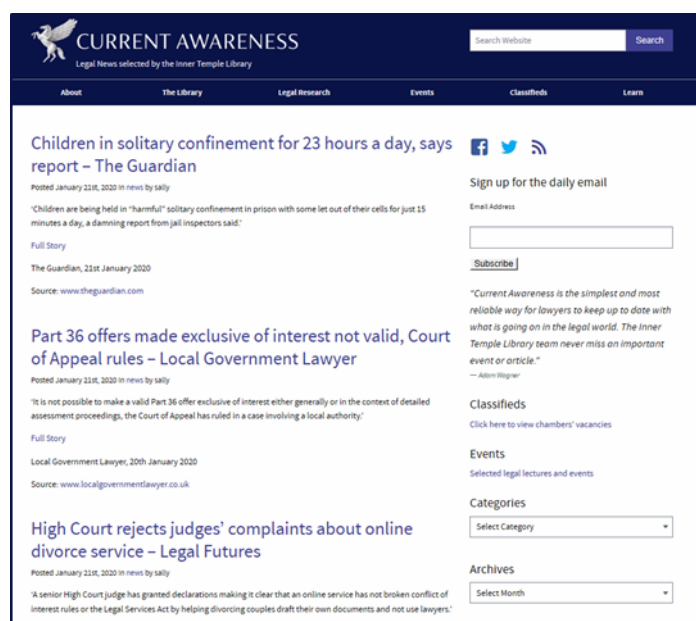 CURRENT AWARENESS
Legal News selected by the Inner Temple Library
Search Website
Search
About The Library Legal Research Events Classifieds Learn
Children in solitary confinement for 23 hours a day, says
report – The Guardian
Posted January 21st, 2020 in news by sally
‘Children are being held in “harmful” solitary confinement in prison with some let out of their cells for just 15
minutes a day, a damning report from jail inspectors said.’
Full Story
The Guardian, 21st January 2020
Source: www.theguardian.com
Part 36 offers made exclusive of interest not valid, Court
of Appeal rules – Local Government Lawyer
Posted January 21st, 2020 in news by sally
‘It is not possible to make a valid Part 36 offer exclusive of interest either generally or in the context of detailed
assessment proceedings, the Court of Appeal has ruled in a case involving a local authority.’
Full Story
Local Government Lawyer, 20th January 2020
Source: www.localgovernmentlawyer.co.uk
High Court rejects judges’ complaints about online
divorce service – Legal Futures
Posted January 21st, 2020 in news by sally
‘A senior High Court judge has granted declarations making it clear that an online service has not broken conflict of
interest rules or the Legal Services Act by helping divorcing couples draft their own documents and not use lawyers.’
Sign up for the daily email
Email Address
Subscribe
“Current Awareness is the simplest and most
reliable way for lawyers to keep up to date with
what is going on in the legal world. The Inner
Temple Library team never miss an important
event or article.”
— Adam Wagner
Classifieds
Click here to view chambers’ vacancies
Events
Selected legal lectures and events
Categories
Select Category
Archives
Select Month